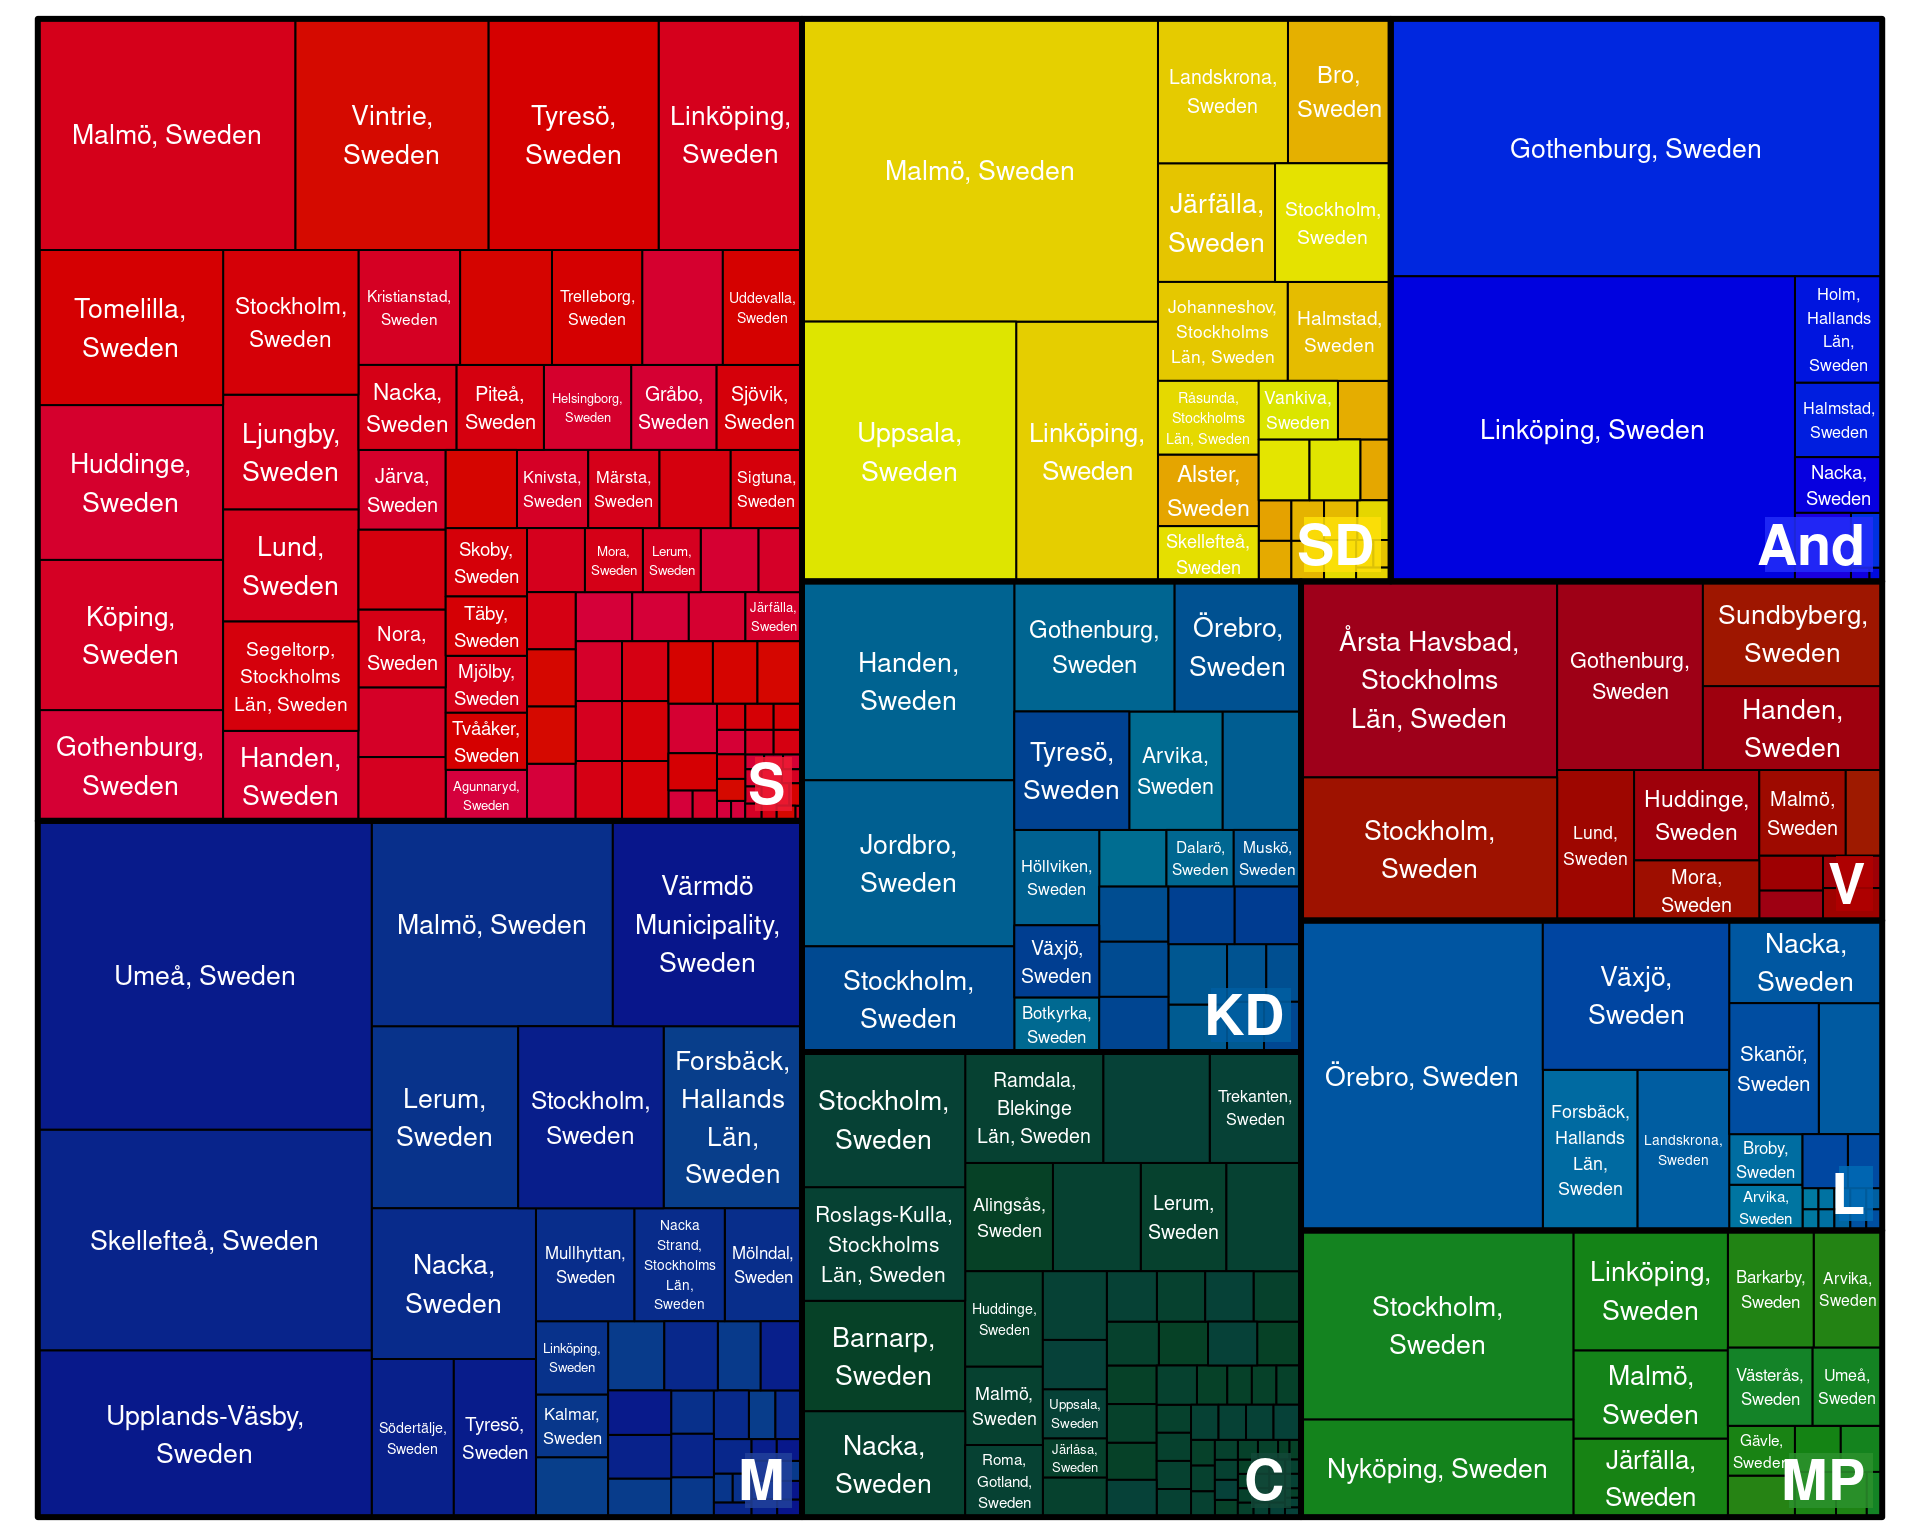 Malmö, Sweden
Vintrie,
Sweden
Tyresö,
Sweden
Linköping,
Sweden
Tomelilla,
Sweden
Stockholm,
Sweden
Kristianstad,
Sweden
Trelleborg,
Sweden
Uddevalla,
Sweden
Nacka,
Sweden
Piteå,
Sweden
Helsingborg,
Sweden
Gråbo,
Sweden
Sjövik,
Sweden
Huddinge,
Sweden
Ljungby,
Sweden
Järva,
Sweden
Knivsta,
Sweden
Märsta,
Sweden
Sigtuna,
Sweden
Lund,
Sweden
Skoby,
Sweden
Mora,
Sweden
Lerum,
Sweden
Köping,
Sweden
Segeltorp,
Stockholms
Län, Sweden
Nora,
Sweden
Täby,
Sweden
Järfälla,
Sweden
Mjölby,
Sweden
Gothenburg,
Sweden
Handen,
Sweden
Tvååker,
Sweden
Agunnaryd,
Sweden
S
Malmö, Sweden
Landskrona,
Sweden
Bro,
Sweden
Järfälla,
Sweden
Stockholm,
Sweden
Johanneshov,
Stockholms
Län, Sweden
Halmstad,
Sweden
Uppsala,
Sweden
Linköping,
Sweden
Råsunda,
Stockholms
Län, Sweden
Vankiva,
Sweden
Alster,
Sweden
Skellefteå,
Sweden
SD
Gothenburg, Sweden
Linköping, Sweden
Holm,
Hallands
Län,
Sweden
Halmstad,
Sweden
Nacka,
Sweden
And
Handen,
Sweden
Gothenburg,
Sweden
Örebro,
Sweden
Tyresö,
Sweden
Arvika,
Sweden
Jordbro,
Sweden
Höllviken,
Sweden
Dalarö,
Sweden
Muskö,
Sweden
Växjö,
Sweden
Stockholm,
Sweden
Botkyrka,
Sweden
KD
Årsta Havsbad,
Stockholms
Län, Sweden
Gothenburg,
Sweden
Sundbyberg,
Sweden
Handen,
Sweden
Stockholm,
Sweden
Lund,
Sweden
Huddinge,
Sweden
Malmö,
Sweden
Mora,
Sweden
V
Umeå, Sweden
Malmö, Sweden
Värmdö
Municipality,
Sweden
Lerum,
Sweden
Stockholm,
Sweden
Forsbäck,
Hallands
Län,
Sweden
Skellefteå, Sweden
Nacka,
Sweden
Mullhyttan,
Sweden
Nacka
Strand,
Stockholms
Län,
Sweden
Mölndal,
Sweden
Linköping,
Sweden
Upplands-Väsby,
Sweden
Södertälje,
Sweden
Tyresö,
Sweden
Kalmar,
Sweden
M
Stockholm,
Sweden
Ramdala,
Blekinge
Län, Sweden
Trekanten,
Sweden
Roslags-Kulla,
Stockholms
Län, Sweden
Alingsås,
Sweden
Lerum,
Sweden
Barnarp,
Sweden
Huddinge,
Sweden
Malmö,
Sweden
Uppsala,
Sweden
Nacka,
Sweden
Roma,
Gotland,
Sweden
Järlåsa,
Sweden
C
Örebro, Sweden
Växjö,
Sweden
Nacka,
Sweden
Skanör,
Sweden
Forsbäck,
Hallands
Län,
Sweden
Landskrona,
Sweden
Broby,
Sweden
Arvika,
Sweden
L
Stockholm,
Sweden
Linköping,
Sweden
Barkarby,
Sweden
Arvika,
Sweden
Malmö,
Sweden
Västerås,
Sweden
Umeå,
Sweden
Nyköping, Sweden
Järfälla,
Sweden
Gävle,
Sweden
MP